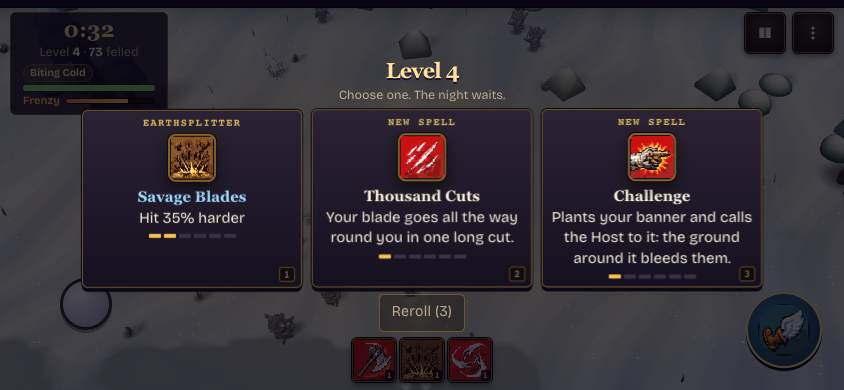 0:32
Level 4 · 73 felled
Biting Cold
Frenzy
Level 4
Choose one. The night waits.
EARTHSPLITTER
Savage Blades
Hit 35% harder
1
NEW SPELL
Thousand Cuts
Your blade goes all the way
round you in one long cut.
2
NEW SPELL
Challenge
Plants your banner and calls
the Host to it: the ground
around it bleeds them.
3
Reroll (3)
1
1
1